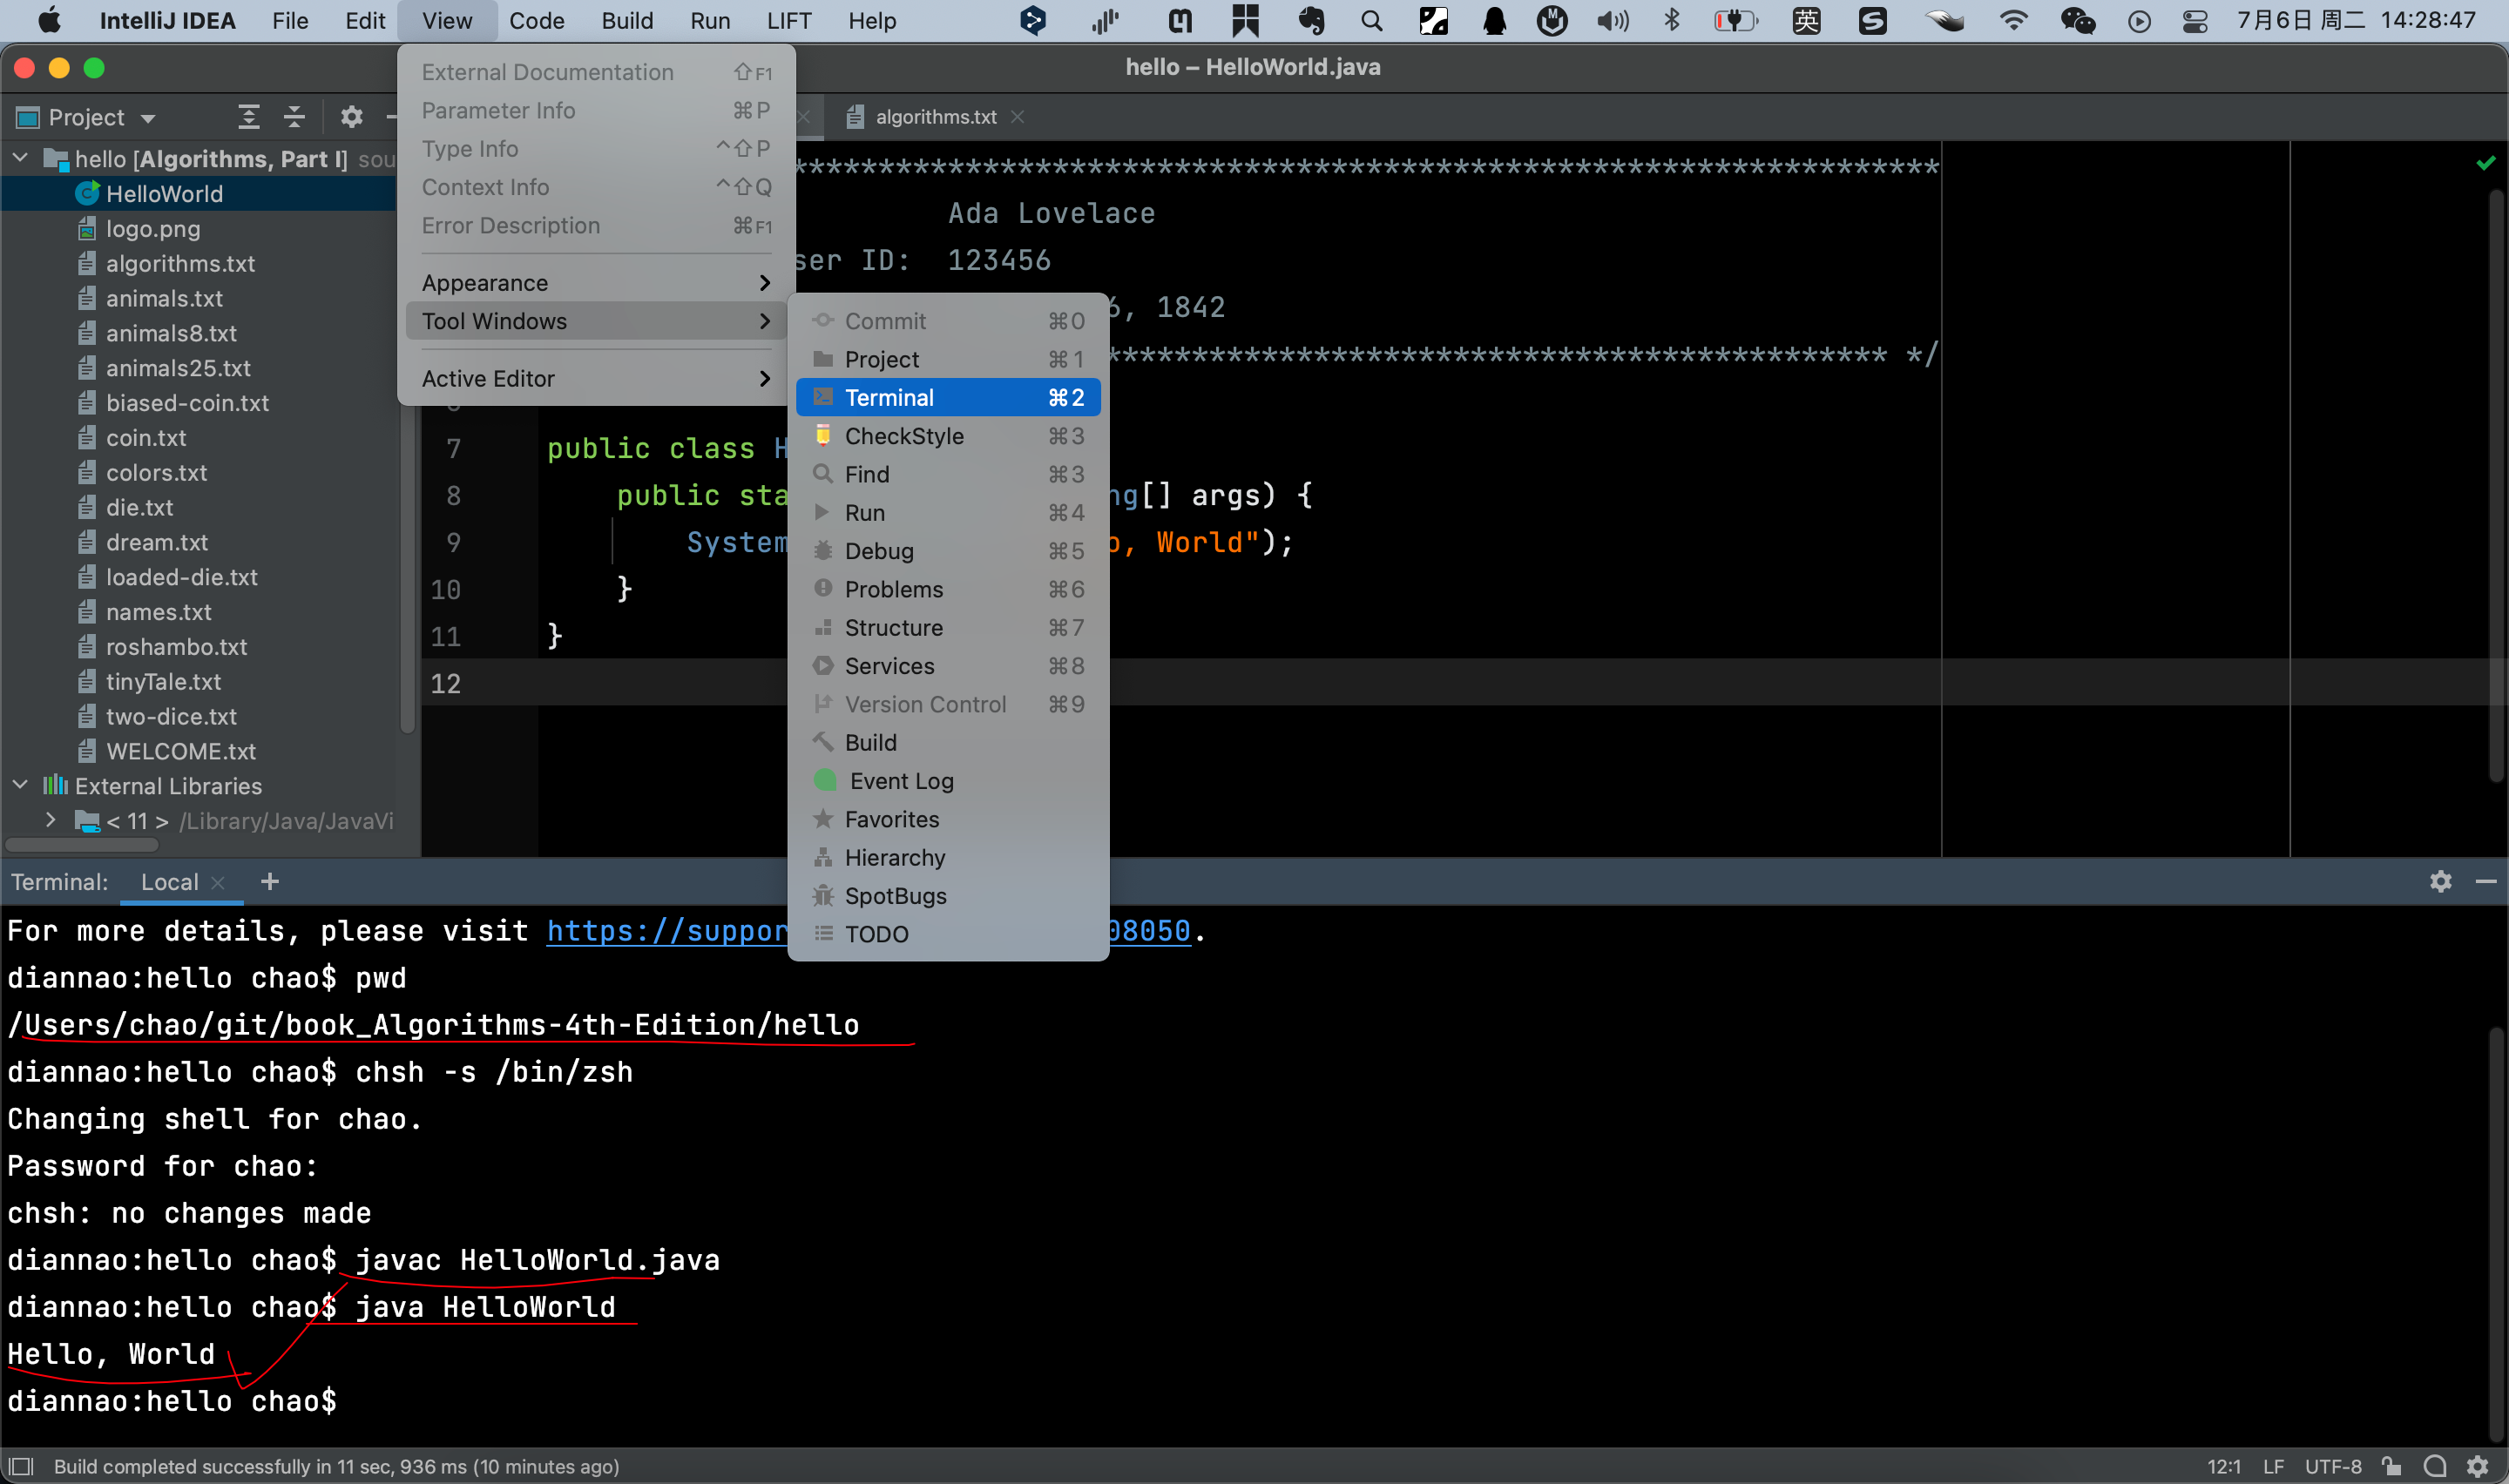 IntelliJ IDEA File Edit View Code Build Run LIFT Help 英 7月6日 周二 14:28:47
hello – HelloWorld.java
Project
algorithms.txt
hello [Algorithms, Part I] sou
HelloWorld
logo.png
algorithms.txt
animals.txt
animals8.txt
animals25.txt
biased-coin.txt
coin.txt
colors.txt
die.txt
dream.txt
loaded-die.txt
names.txt
roshambo.txt
tinyTale.txt
two-dice.txt
WELCOME.txt
External Libraries
< 11 > /Library/Java/JavaVi
External Documentation ⇧F1
Parameter Info ⌘P
Type Info ^⇧P
Context Info ^⇧Q
Error Description ⌘F1
Appearance
Tool Windows
Active Editor
Commit ⌘0
Project ⌘1
Terminal ⌘2
CheckStyle ⌘3
Find ⌘3
Run ⌘4
Debug ⌘5
Problems ⌘6
Structure ⌘7
Services ⌘8
Version Control ⌘9
Build
Event Log
Favorites
Hierarchy
SpotBugs
TODO
Ada Lovelace
ser ID: 123456
6, 1842
*/
7 public class H
8 public sta ng[] args) {
9 System o, World");
10 }
11 }
12
Terminal: Local +
For more details, please visit https://suppor 08050.
diannao:hello chao$ pwd
/Users/chao/git/book_Algorithms-4th-Edition/hello
diannao:hello chao$ chsh -s /bin/zsh
Changing shell for chao.
Password for chao:
chsh: no changes made
diannao:hello chao$ javac HelloWorld.java
diannao:hello chao$ java HelloWorld
Hello, World
diannao:hello chao$
Build completed successfully in 11 sec, 936 ms (10 minutes ago) 12:1 LF UTF-8